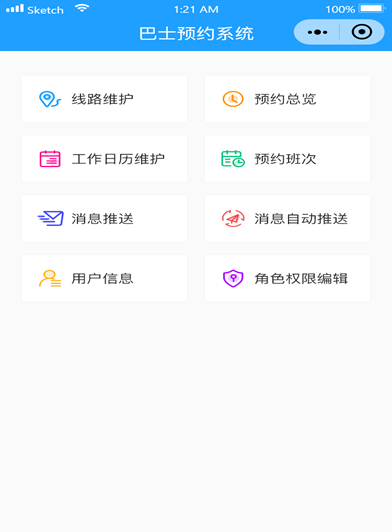 Sketch 1:21 AM 100%
巴士预约系统
线路维护 预约总览
工作日历维护 预约班次
消息推送 消息自动推送
用户信息 角色权限编辑